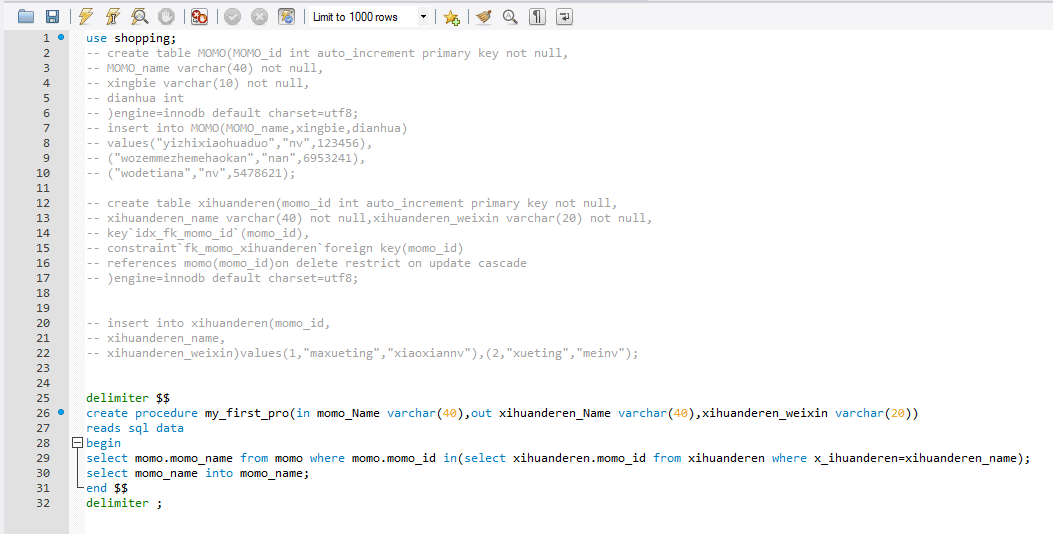 Limit to 1000 rows
1 use shopping;
2 -- create table MOMO(MOMO_id int auto_increment primary key not null,
3 -- MOMO_name varchar(40) not null,
4 -- xingbie varchar(10) not null,
5 -- dianhua int
6 -- )engine=innodb default charset=utf8;
7 -- insert into MOMO(MOMO_name,xingbie,dianhua)
8 -- values("yizhixiaohuaduo","nv",123456),
9 -- ("wozemmezhemehaokan","nan",6953241),
10 -- ("wodetiana","nv",5478621);
11
12 -- create table xihuanderen(momo_id int auto_increment primary key not null,
13 -- xihuanderen_name varchar(40) not null,xihuanderen_weixin varchar(20) not null,
14 -- key`idx_fk_momo_id`(momo_id),
15 -- constraint`fk_momo_xihuanderen`foreign key(momo_id)
16 -- references momo(momo_id)on delete restrict on update cascade
17 -- )engine=innodb default charset=utf8;
18
19
20 -- insert into xihuanderen(momo_id,
21 -- xihuanderen_name,
22 -- xihuanderen_weixin)values(1,"maxueting","xiaoxiannv"),(2,"xueting","meinv");
23
24
25 delimiter $$
26 create procedure my_first_pro(in momo_Name varchar(40),out xihuanderen_Name varchar(40),xihuanderen_weixin varchar(20))
27 reads sql data
28 begin
29 select momo.momo_name from momo where momo.momo_id in(select xihuanderen.momo_id from xihuanderen where x_ihuanderen=xihuanderen_name);
30 select momo_name into momo_name;
31 end $$
32 delimiter ;